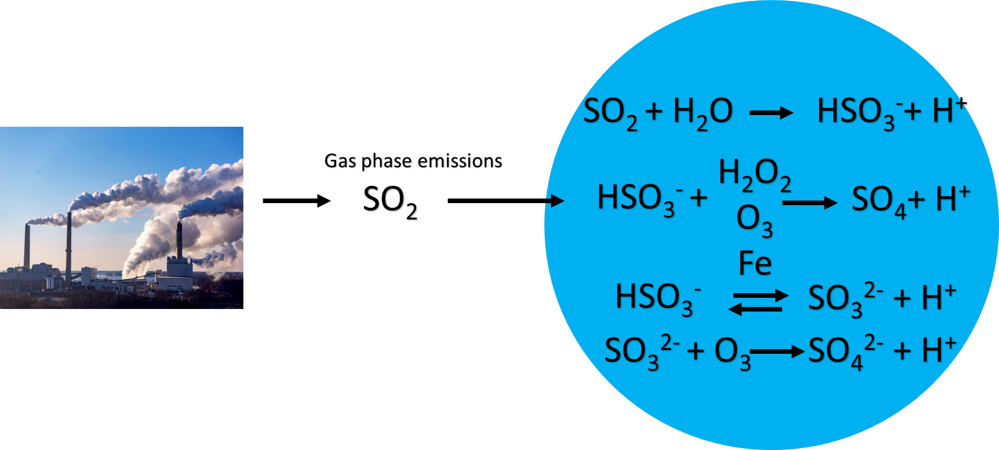 Gas phase emissions
SO₂
SO₂ + H₂O → HSO₃⁻ + H⁺
H₂O₂
HSO₃⁻ + → SO₄ + H⁺
O₃
Fe
HSO₃⁻ ⇌ SO₃²⁻ + H⁺
SO₃²⁻ + O₃ → SO₄²⁻ + H⁺